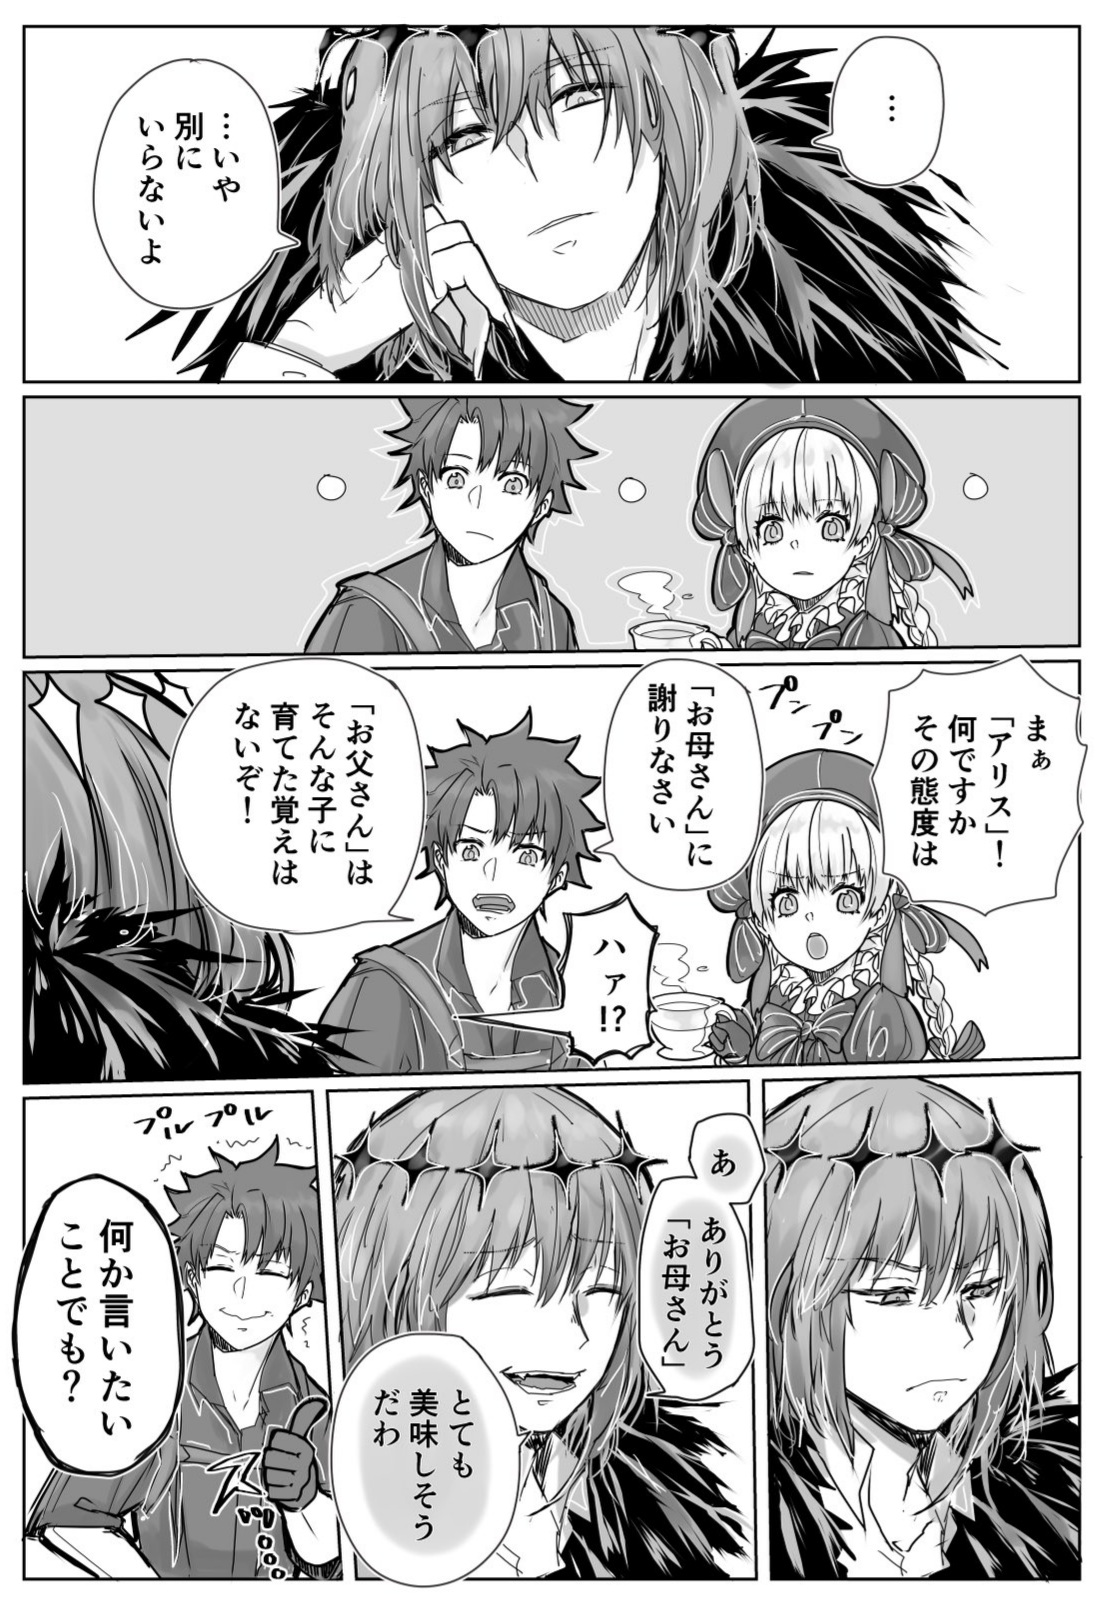 …
…いや
別に
いらないよ
まぁ
「アリス」！
何ですか
その態度は
プンプン
「お母さん」に
謝りなさい
「お父さん」は
そんな子に
育てた覚えは
ないぞ！
ハァ!?
あ
ありがとう
「お母さん」
とても
美味しそう
だわ
プルプル
何か言いたい
ことでも？